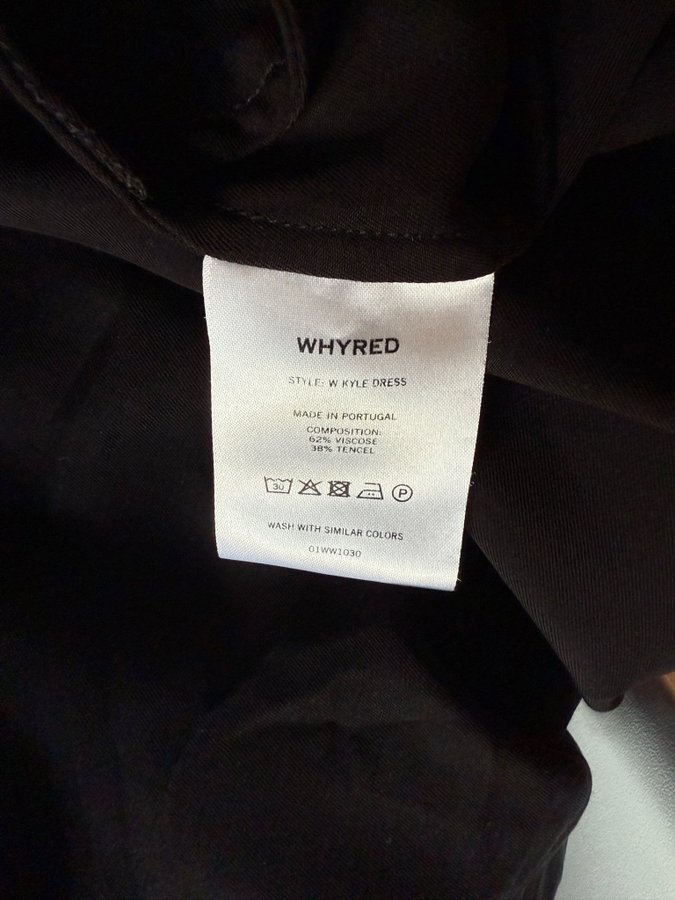 WHYRED
STYLE: W KYLE DRESS
MADE IN PORTUGAL
COMPOSITION:
62% VISCOSE
38% TENCEL
30 P
WASH WITH SIMILAR COLORS
01WW1030